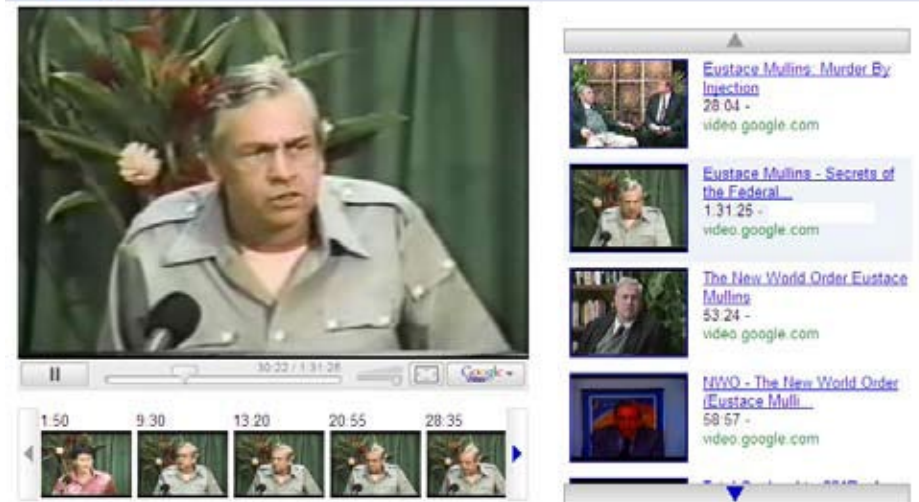 30:22 / 1:31:26
Google
Video
1:50 9:30 13:20 20:55 28:35
Eustace Mullins: Murder By
Injection
28:04 -
video.google.com
Eustace Mullins - Secrets of
the Federal...
1:31:25 -
video.google.com
The New World Order Eustace
Mullins
53:24 -
video.google.com
NWO - The New World Order
(Eustace Mulli...
58:57 -
video.google.com